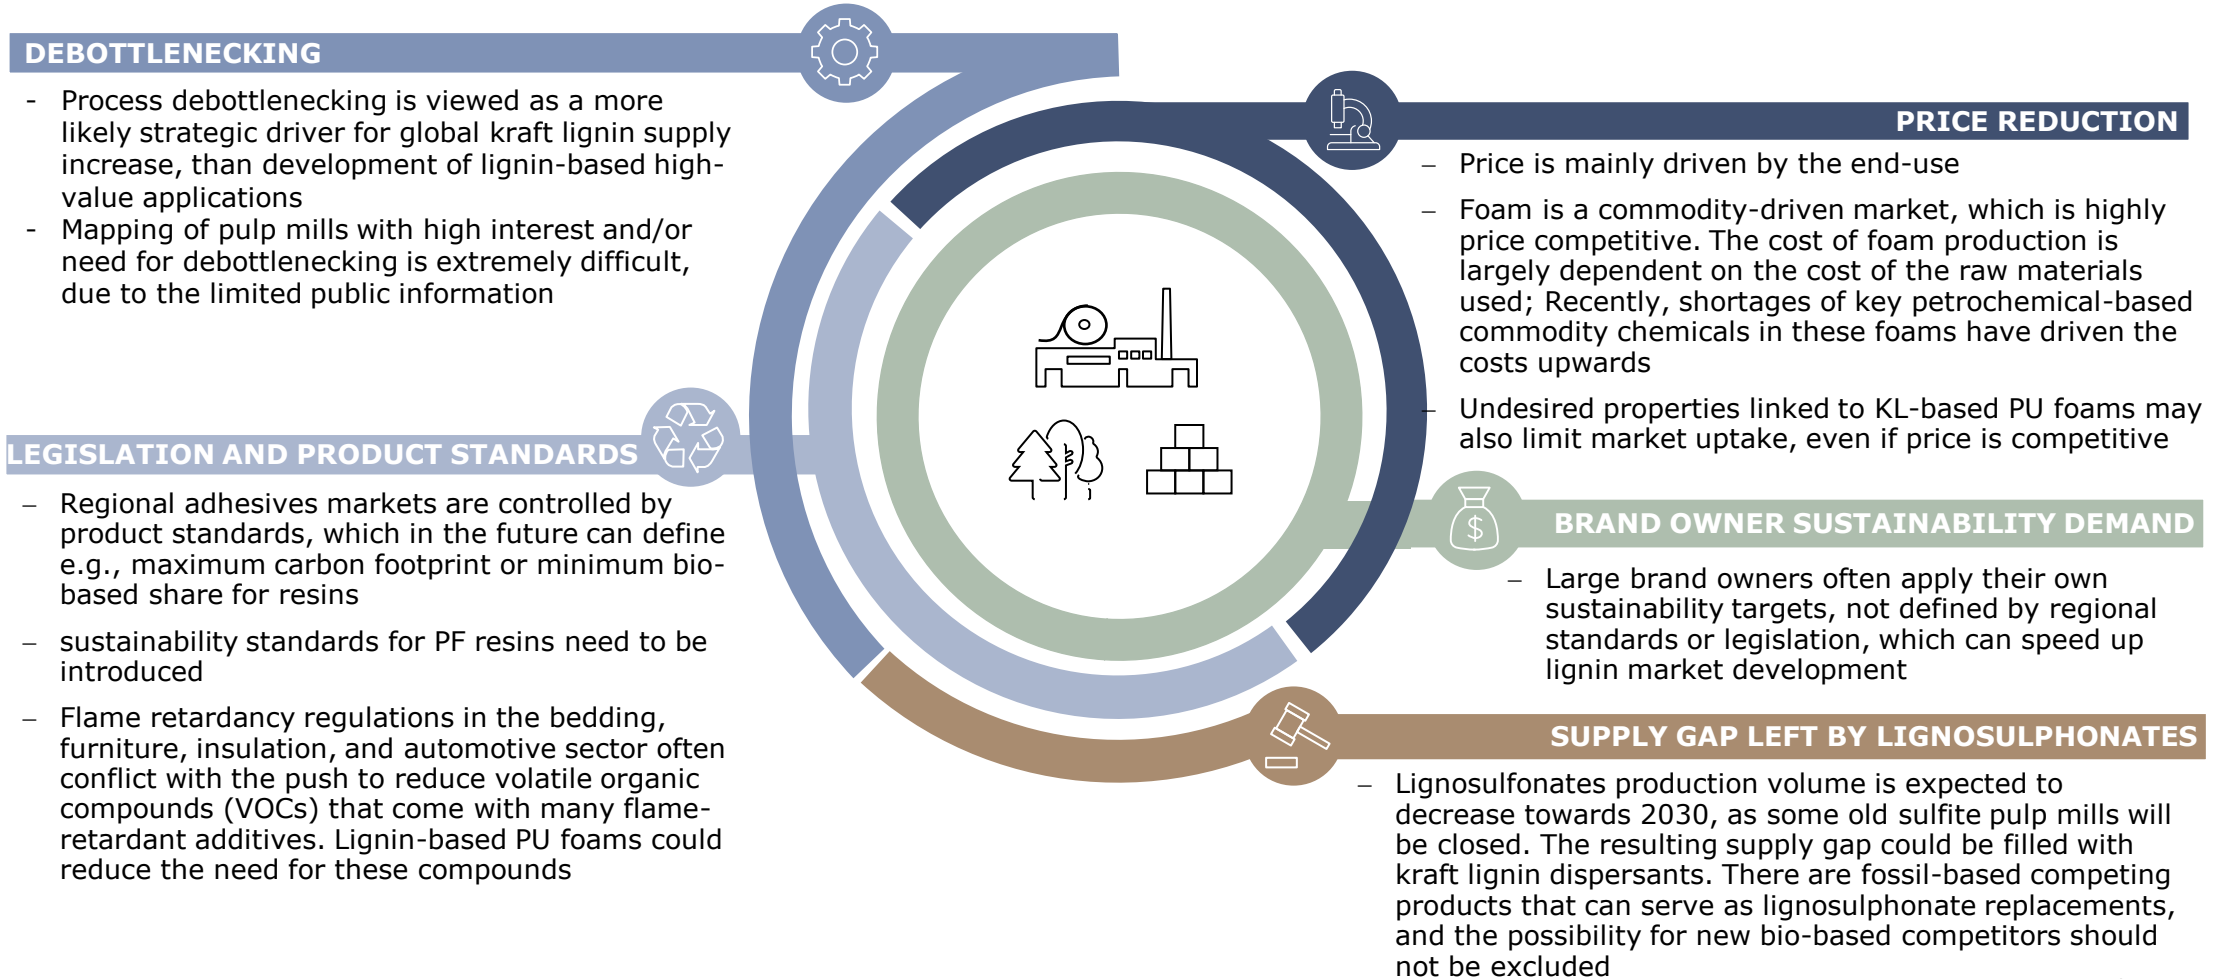 DEBOTTLENECKING
- Process debottlenecking is viewed as a more
likely strategic driver for global kraft lignin supply
increase, than development of lignin-based high-
value applications
- Mapping of pulp mills with high interest and/or
need for debottlenecking is extremely difficult,
due to the limited public information
LEGISLATION AND PRODUCT STANDARDS
– Regional adhesives markets are controlled by
product standards, which in the future can define
e.g., maximum carbon footprint or minimum bio-
based share for resins
– sustainability standards for PF resins need to be
introduced
– Flame retardancy regulations in the bedding,
furniture, insulation, and automotive sector often
conflict with the push to reduce volatile organic
compounds (VOCs) that come with many flame-
retardant additives. Lignin-based PU foams could
reduce the need for these compounds
PRICE REDUCTION
– Price is mainly driven by the end-use
– Foam is a commodity-driven market, which is highly
price competitive. The cost of foam production is
largely dependent on the cost of the raw materials
used; Recently, shortages of key petrochemical-based
commodity chemicals in these foams have driven the
costs upwards
– Undesired properties linked to KL-based PU foams may
also limit market uptake, even if price is competitive
$
BRAND OWNER SUSTAINABILITY DEMAND
– Large brand owners often apply their own
sustainability targets, not defined by regional
standards or legislation, which can speed up
lignin market development
SUPPLY GAP LEFT BY LIGNOSULPHONATES
– Lignosulfonates production volume is expected to
decrease towards 2030, as some old sulfite pulp mills will
be closed. The resulting supply gap could be filled with
kraft lignin dispersants. There are fossil-based competing
products that can serve as lignosulphonate replacements,
and the possibility for new bio-based competitors should
not be excluded